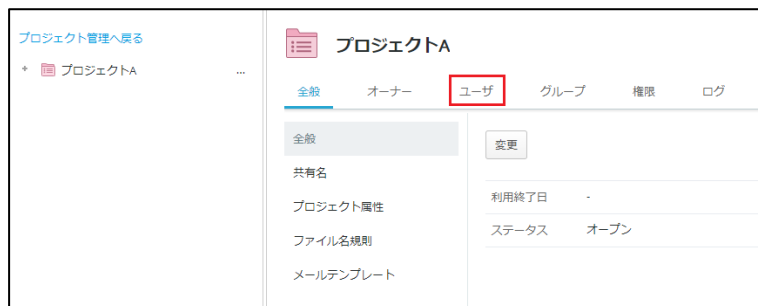 プロジェクト管理へ戻る
+ プロジェクトA ...
プロジェクトA
全般 オーナー ユーザ グループ 権限 ログ
全般
共有名
プロジェクト属性
ファイル名規則
メールテンプレート
変更
利用終了日 -
ステータス オープン